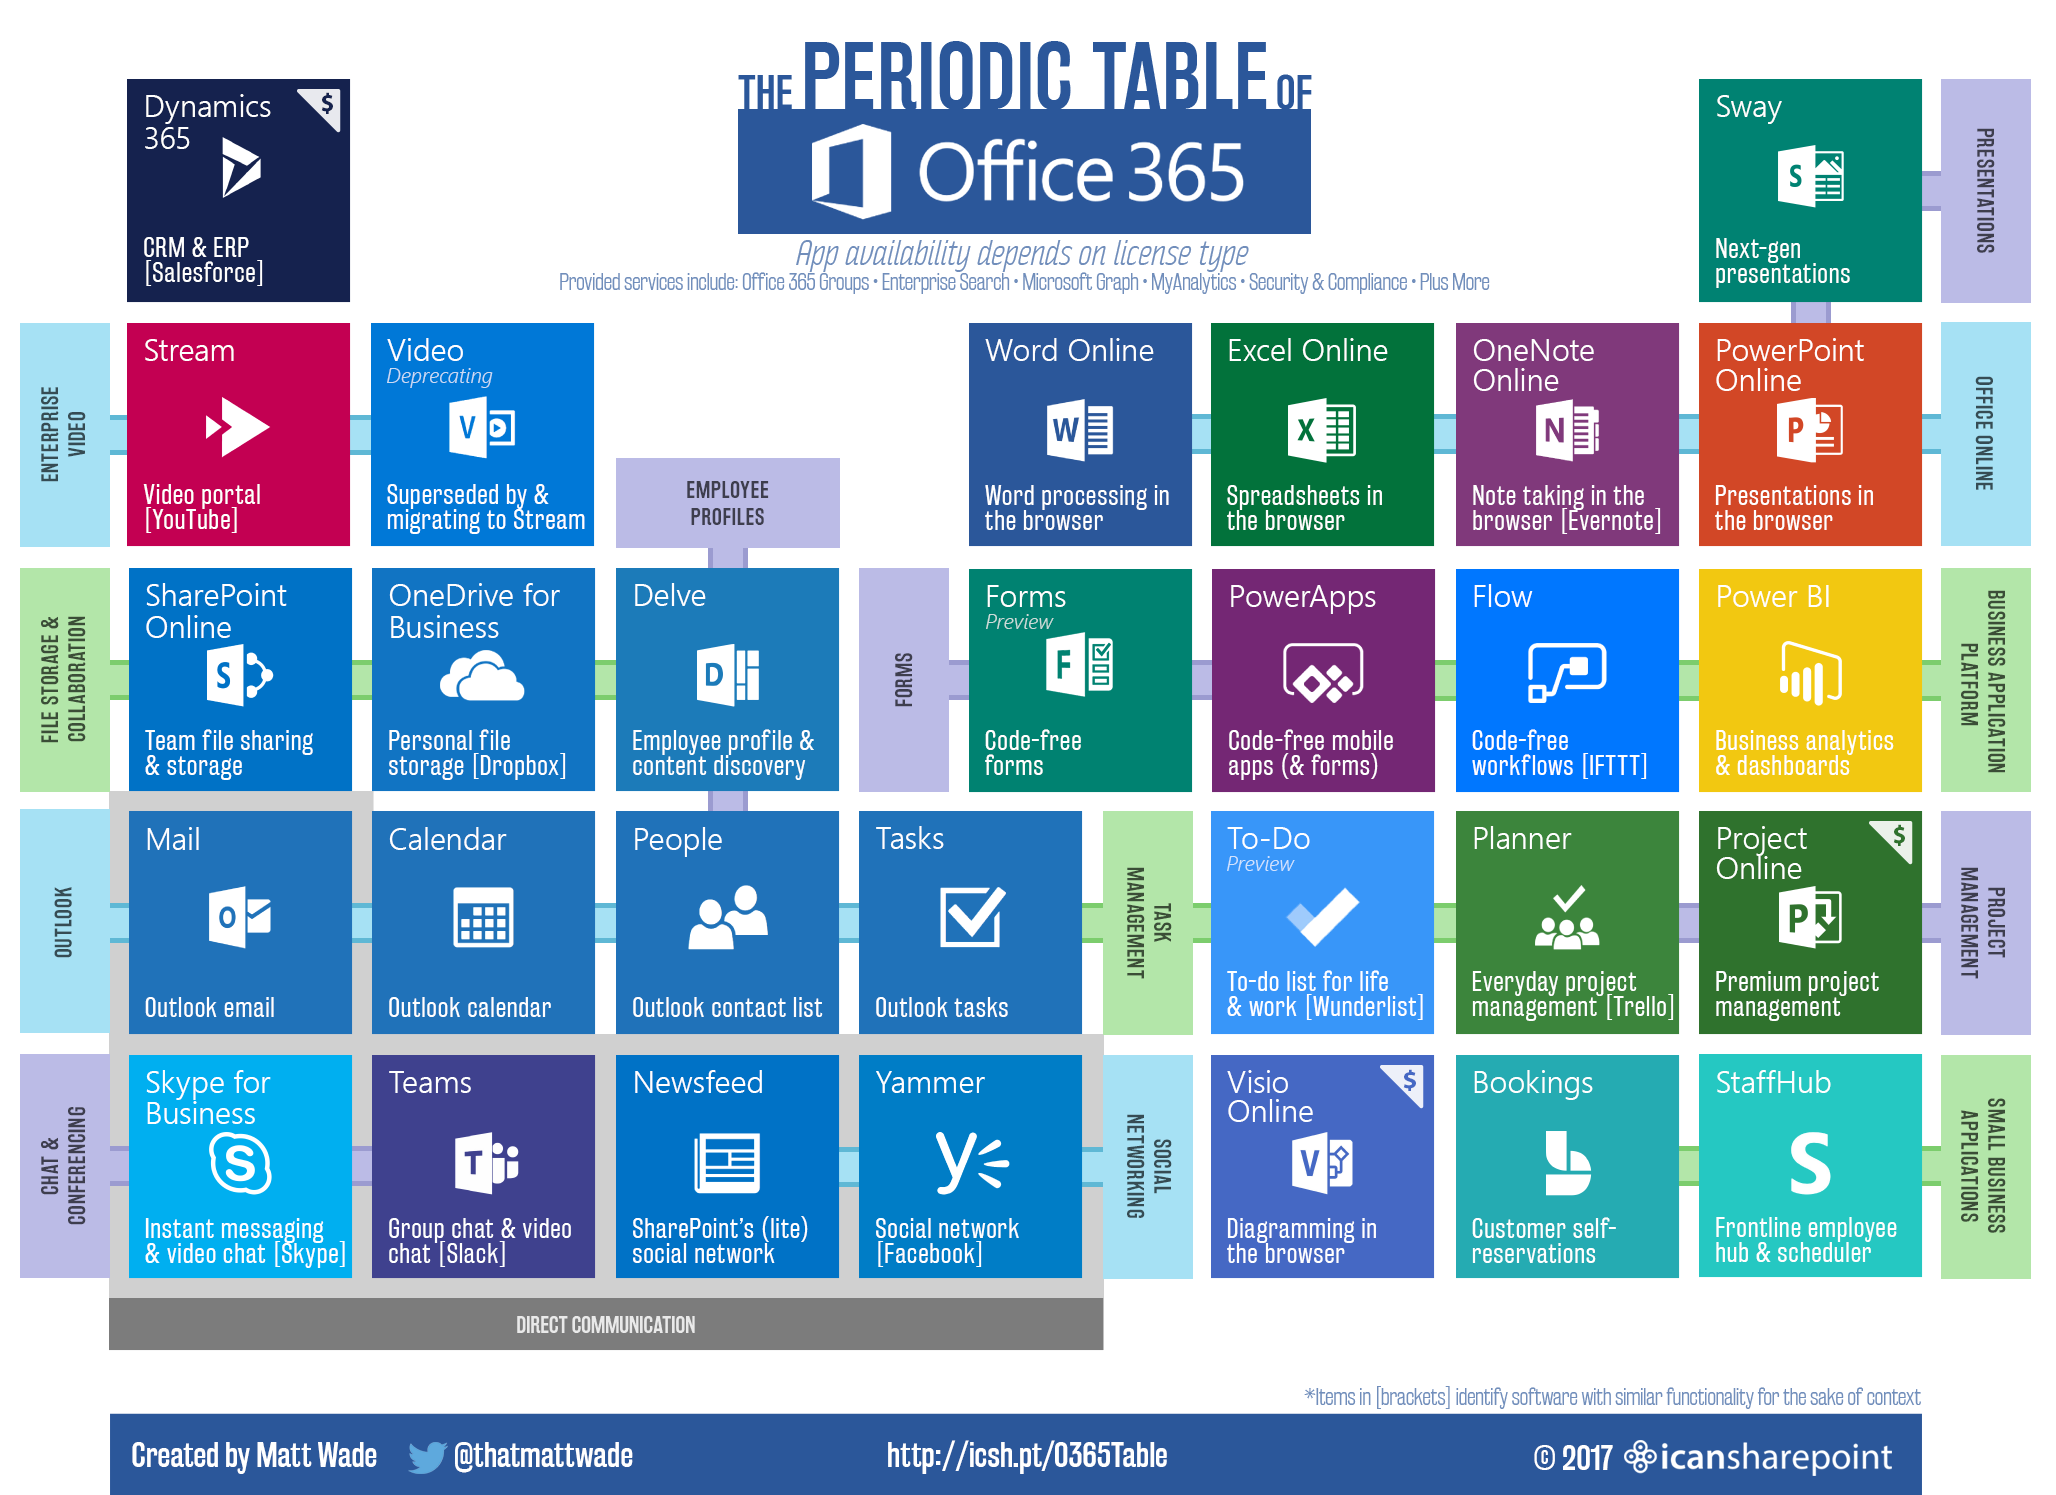 THE PERIODIC TABLE OF
Office 365
App availability depends on license type
Provided services include: Office 365 Groups • Enterprise Search • Microsoft Graph • MyAnalytics • Security & Compliance • Plus More
Dynamics
365
$
CRM & ERP
[Salesforce]
Sway
S
Next-gen
presentations
PRESENTATIONS
ENTERPRISE
VIDEO
Stream
Video portal
[YouTube]
Video
Deprecating
V
Superseded by &
migrating to Stream
EMPLOYEE
PROFILES
Word Online
W
Word processing in
the browser
Excel Online
X
Spreadsheets in
the browser
OneNote
Online
N
Note taking in the
browser [Evernote]
PowerPoint
Online
P
Presentations in
the browser
OFFICE ONLINE
FILE STORAGE &
COLLABORATION
SharePoint
Online
S
Team file sharing
& storage
OneDrive for
Business
Personal file
storage [Dropbox]
Delve
D
Employee profile &
content discovery
FORMS
Forms
Preview
F
Code-free
forms
PowerApps
Code-free mobile
apps (& forms)
Flow
Code-free
workflows [IFTTT]
Power BI
Business analytics
& dashboards
BUSINESS APPLICATION
PLATFORM
OUTLOOK
Mail
O
Outlook email
Calendar
Outlook calendar
People
Outlook contact list
Tasks
Outlook tasks
TASK
MANAGEMENT
To-Do
Preview
To-do list for life
& work [Wunderlist]
Planner
Everyday project
management [Trello]
Project
Online
$
P
Premium project
management
PROJECT
MANAGEMENT
CHAT &
CONFERENCING
Skype for
Business
S
Instant messaging
& video chat [Skype]
Teams
T
Group chat & video
chat [Slack]
Newsfeed
SharePoint's (lite)
social network
Yammer
y
Social network
[Facebook]
SOCIAL
NETWORKING
Visio
Online
$
V
Diagramming in
the browser
Bookings
b
Customer self-
reservations
StaffHub
S
Frontline employee
hub & scheduler
SMALL BUSINESS
APPLICATIONS
DIRECT COMMUNICATION
*Items in [brackets] identify software with similar functionality for the sake of context
Created by Matt Wade @thatmattwade http://icsh.pt/O365Table © 2017 icansharepoint